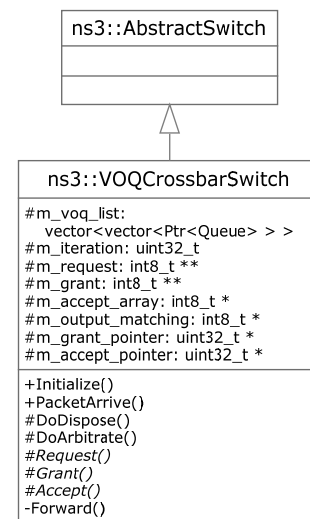 ns3::AbstractSwitch
ns3::VOQCrossbarSwitch
#m_voq_list:
vector<vector<Ptr<Queue> > >
#m_iteration: uint32_t
#m_request: int8_t **
#m_grant: int8_t **
#m_accept_array: int8_t *
#m_output_matching: int8_t *
#m_grant_pointer: uint32_t *
#m_accept_pointer: uint32_t *
+Initialize()
+PacketArrive()
#DoDispose()
#DoArbitrate()
#Request()
#Grant()
#Accept()
-Forward()